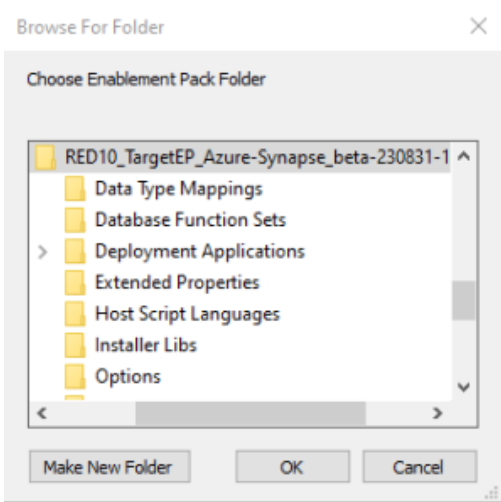 Browse For Folder
Choose Enablement Pack Folder
RED10_TargetEP_Azure-Synapse_beta-230831-1
Data Type Mappings
Database Function Sets
Deployment Applications
Extended Properties
Host Script Languages
Installer Libs
Options
Make New Folder
OK
Cancel